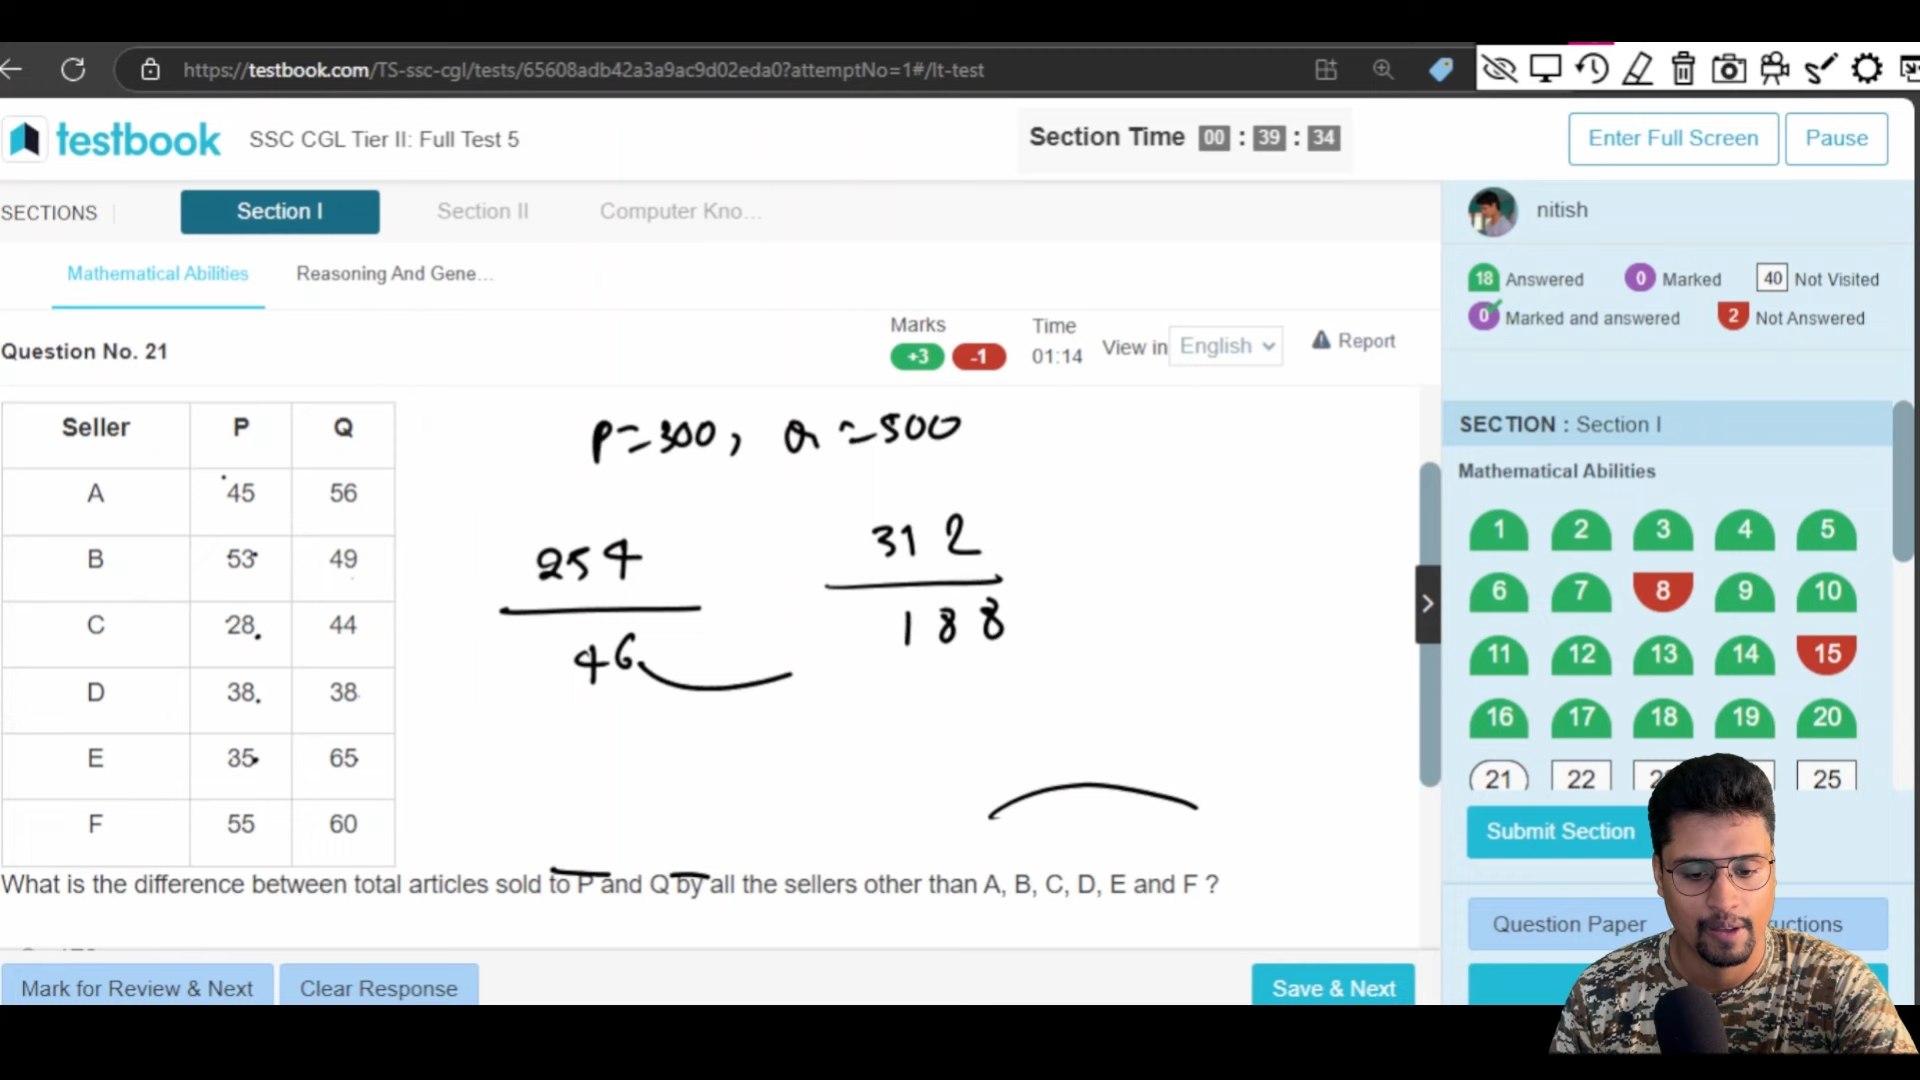 https://testbook.com/TS-ssc-cgl/tests/65608adb42a3a9ac9d02eda0?attemptNo=1#/lt-test
testbook SSC CGL Tier II: Full Test 5 Section Time 00 : 39 : 34 Enter Full Screen Pause
SECTIONS Section I Section II Computer Kno...
nitish
Mathematical Abilities Reasoning And Gene...
18 Answered 0 Marked 40 Not Visited
0 Marked and answered 2 Not Answered
Question No. 21 Marks +3 -1 Time 01:14 View in English Report
Seller P Q
A 45 56
B 53 49
C 28 44
D 38 38
E 35 65
F 55 60
P=300, Q=500
254 312
46 188
What is the difference between total articles sold to P and Q by all the sellers other than A, B, C, D, E and F ?
Mark for Review & Next Clear Response Save & Next
SECTION : Section I
Mathematical Abilities
1 2 3 4 5
6 7 8 9 10
11 12 13 14 15
16 17 18 19 20
21 22 25
Submit Section
Question Paper